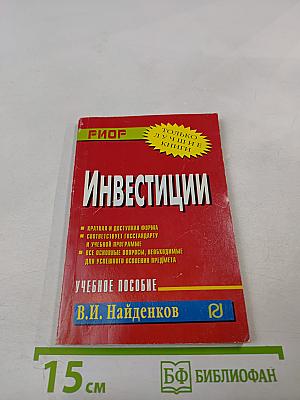 РИОР
ТОЛЬКО
ЛУЧШИЕ
КНИГИ
ИНВЕСТИЦИИ
КРАТКАЯ И ДОСТУПНАЯ ФОРМА
СООТВЕТСТВУЕТ ГОССТАНДАРТУ
И УЧЕБНОЙ ПРОГРАММЕ
ВСЕ ОСНОВНЫЕ ВОПРОСЫ, НЕОБХОДИМЫЕ
ДЛЯ УСПЕШНОГО ОСВОЕНИЯ ПРЕДМЕТА
УЧЕБНОЕ ПОСОБИЕ
В.И. Найденков
15 см
БФ БИБЛИОФАН